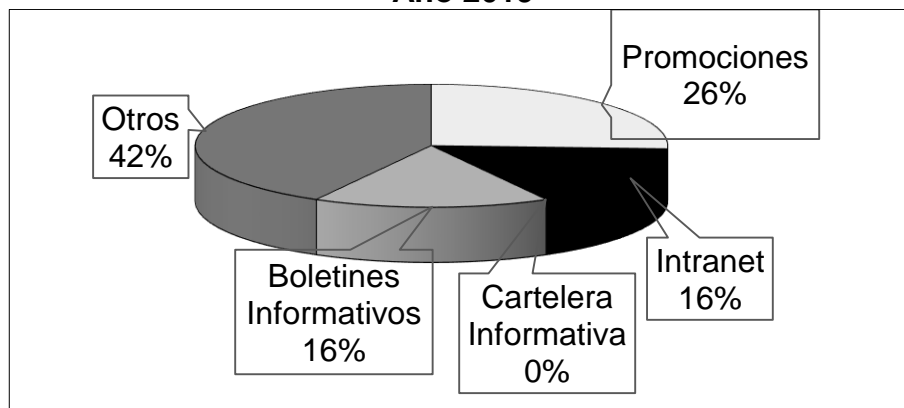 Promociones
26%
Otros
42%
Intranet
16%
Boletines
Informativos
16%
Cartelera
Informativa
0%